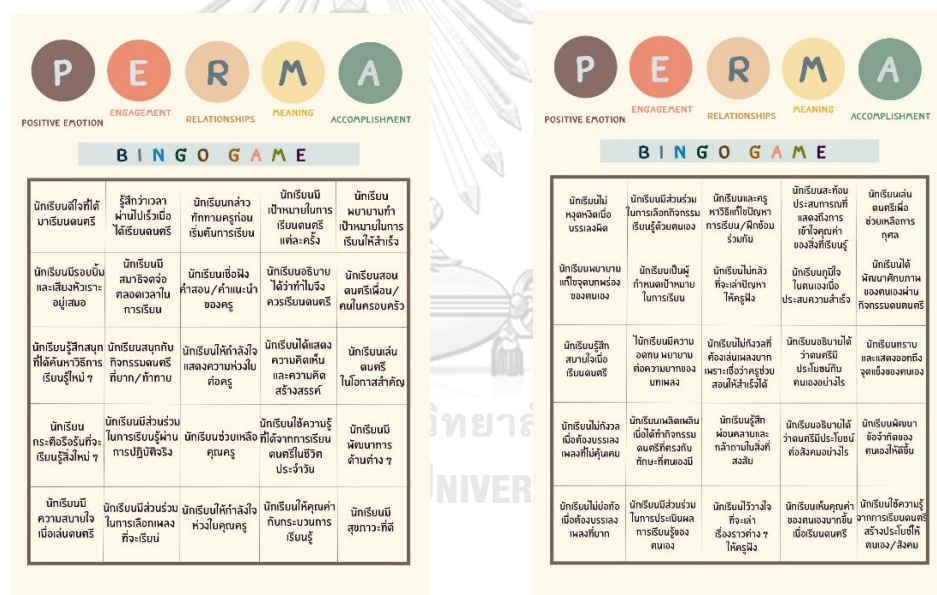 P E R M A
POSITIVE EMOTION
ENGAGEMENT
RELATIONSHIPS
MEANING
ACCOMPLISHMENT
BINGO GAME
นักเรียนดีใจที่ได้
มาเรียนดนตรี
รู้สึกว่าเวลา
ผ่านไปเร็วเมื่อ
ได้เรียนดนตรี
นักเรียนกล่าว
ทักทายครูก่อน
เริ่มต้นการเรียน
นักเรียนมี
เป้าหมายในการ
เรียนดนตรี
แต่ละครั้ง
นักเรียน
พยายามทำ
เป้าหมายในการ
เรียนให้สำเร็จ
นักเรียนมีรอยยิ้ม
และเสียงหัวเราะ
อยู่เสมอ
นักเรียนมี
สมาธิจดจ่อ
ตลอดเวลาใน
การเรียน
นักเรียนเชื่อฟัง
คำสอน/คำแนะนำ
ของครู
นักเรียนอธิบาย
ได้ว่าทำไมจึง
ควรเรียนดนตรี
นักเรียนสอน
ดนตรีเพื่อน/
คนในครอบครัว
นักเรียนรู้สึกสนุก
ที่ได้ค้นหาวิธีการ
เรียนรู้ใหม่ ๆ
นักเรียนสนุกกับ
กิจกรรมดนตรี
ที่ยาก/ท้าทาย
นักเรียนให้กำลังใจ
แสดงความห่วงใย
ต่อครู
นักเรียนได้แสดง
ความคิดเห็น
และความคิด
สร้างสรรค์
นักเรียนเล่น
ดนตรี
ในโอกาสสำคัญ
นักเรียน
กระตือรือร้นที่จะ
เรียนรู้สิ่งใหม่ ๆ
นักเรียนมีส่วนร่วม
ในการเรียนรู้ผ่าน
การปฏิบัติจริง
นักเรียนช่วยเหลือ
คุณครู
นักเรียนใช้ความรู้
ที่ได้จากการเรียน
ดนตรีในชีวิต
ประจำวัน
นักเรียนมี
พัฒนาการ
ด้านต่าง ๆ
นักเรียนมี
ความสบายใจ
เมื่อเล่นดนตรี
นักเรียนมีส่วนร่วม
ในการเลือกเพลง
ที่จะเรียน
นักเรียนให้กำลังใจ
ห่วงใยคุณครู
นักเรียนให้คุณค่า
กับกระบวนการ
เรียนรู้
นักเรียนมี
สุขภาวะที่ดี
P E R M A
POSITIVE EMOTION
ENGAGEMENT
RELATIONSHIPS
MEANING
ACCOMPLISHMENT
BINGO GAME
นักเรียนไม่
หงุดหงิดเมื่อ
บรรเลงผิด
นักเรียนมีส่วนร่วม
ในการเลือกกิจกรรม
เรียนรู้ด้วยตนเอง
นักเรียนและครู
หาวิธีแก้ไขปัญหา
การเรียน/ฝึกซ้อม
ร่วมกัน
นักเรียนสะท้อน
ประสบการณ์ที่
แสดงถึงการ
เข้าใจคุณค่า
ของสิ่งที่เรียนรู้
นักเรียนเล่น
ดนตรีเพื่อ
ช่วยเหลือการ
กุศล
นักเรียนพยายาม
แก้ไขจุดบกพร่อง
ของตนเอง
นักเรียนเป็นผู้
กำหนดเป้าหมาย
ในการเรียน
นักเรียนไม่กลัว
ที่จะเล่าปัญหา
ให้ครูฟัง
นักเรียนภูมิใจ
ในตนเองเมื่อ
ประสบความสำเร็จ
นักเรียนได้
พัฒนาศักยภาพ
ของตนเองผ่าน
กิจกรรมดนตรี
นักเรียนรู้สึก
สบายใจเมื่อ
เรียนดนตรี
ไนักเรียนมีความ
อดทน พยายาม
ต่อความยากของ
บทเพลง
นักเรียนไม่กังวลที่
ต้องเล่นเพลงยาก
เพราะเชื่อว่าครูช่วย
สอนให้สำเร็จได้
นักเรียนอธิบายได้
ว่าดนตรีมี
ประโยชน์กับ
ตนเองอย่างไร
นักเรียนทราบ
และแสดงออกถึง
จุดแข็งของตนเอง
นักเรียนไม่กังวล
เมื่อต้องบรรเลง
เพลงที่ไม่คุ้นเคย
นักเรียนเพลิดเพลิน
เมื่อได้ทำกิจกรรม
ดนตรีที่ตรงกับ
ทักษะที่ตนเองมี
นักเรียนรู้สึก
ผ่อนคลายและ
กล้าถามในสิ่งที่
สงสัย
นักเรียนอธิบายได้
ว่าดนตรีมีประโยชน์
ต่อสังคมอย่างไร
นักเรียนพัฒนา
ข้อจำกัดของ
ตนเองให้ดีขึ้น
นักเรียนไม่ย่อท้อ
เมื่อต้องบรรเลง
เพลงที่ยาก
นักเรียนมีส่วนร่วม
ในการประเมินผล
การเรียนรู้ของ
ตนเอง
นักเรียนไว้วางใจ
ที่จะเล่า
เรื่องราวต่าง ๆ
ให้ครูฟัง
นักเรียนเห็นคุณค่า
ของตนเองมากขึ้น
เมื่อเรียนดนตรี
นักเรียนใช้ความรู้
จากการเรียนดนตรี
สร้างประโยชน์ให้
ตนเอง/สังคม